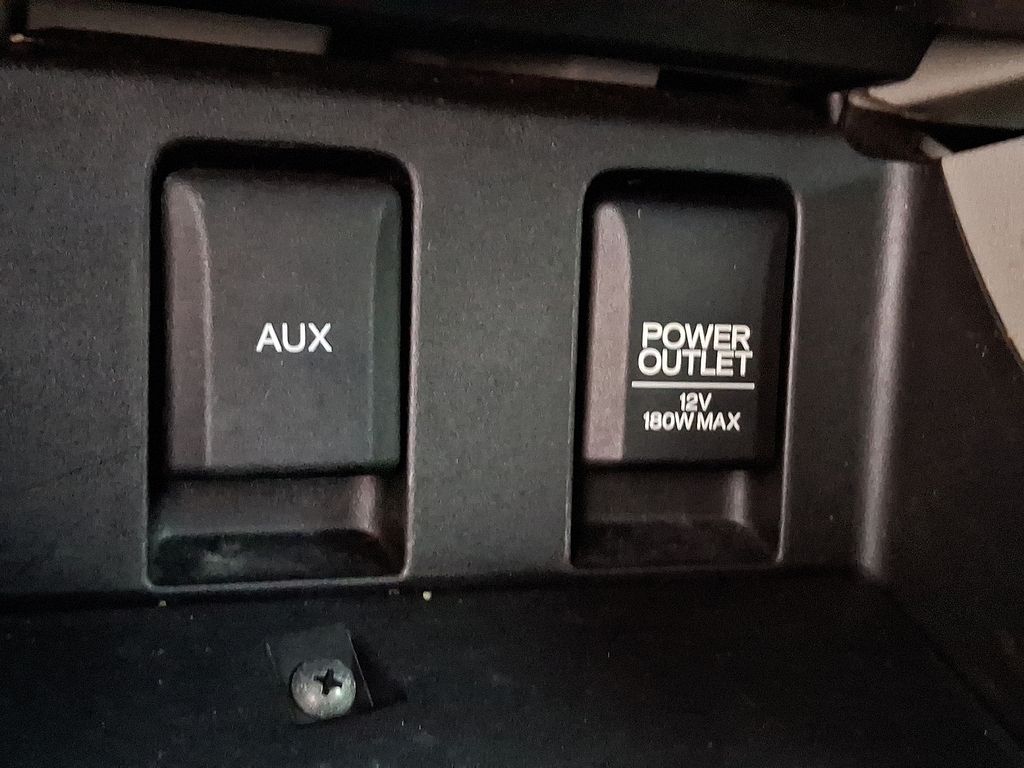 AUX
POWER
OUTLET
12V
180W MAX